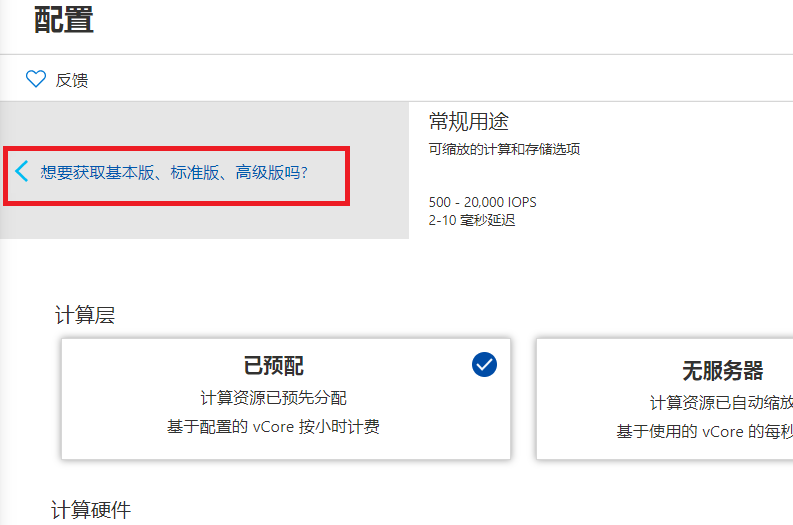 配置
反馈
想要获取基本版、标准版、高级版吗?
常规用途
可缩放的计算和存储选项
500 - 20,000 IOPS
2-10 毫秒延迟
计算层
已预配
计算资源已预先分配
基于配置的 vCore 按小时计费
无服务器
计算资源已自动缩放
基于使用的 vCore 的每秒
计算硬件